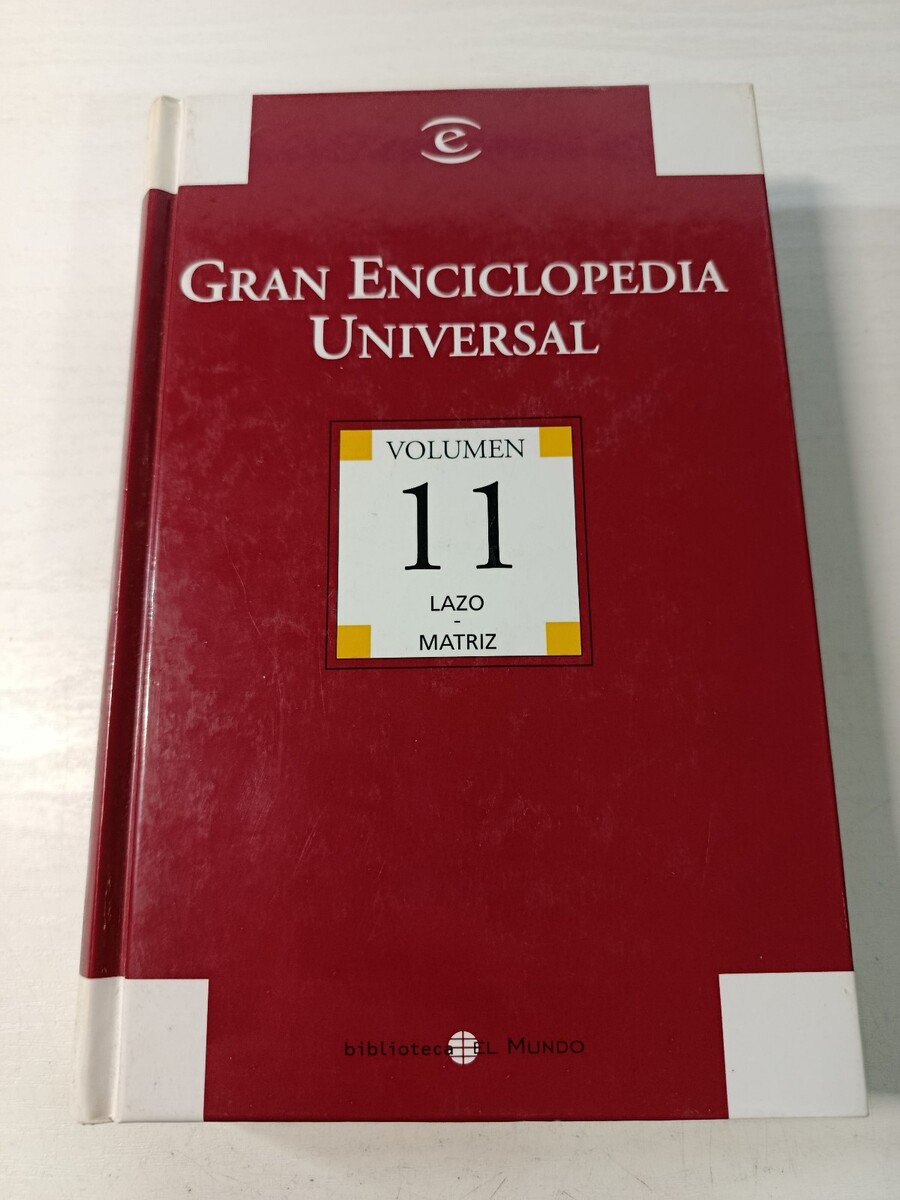 e
GRAN ENCICLOPEDIA
UNIVERSAL
VOLUMEN
11
LAZO
-
MATRIZ
biblioteca EL MUNDO